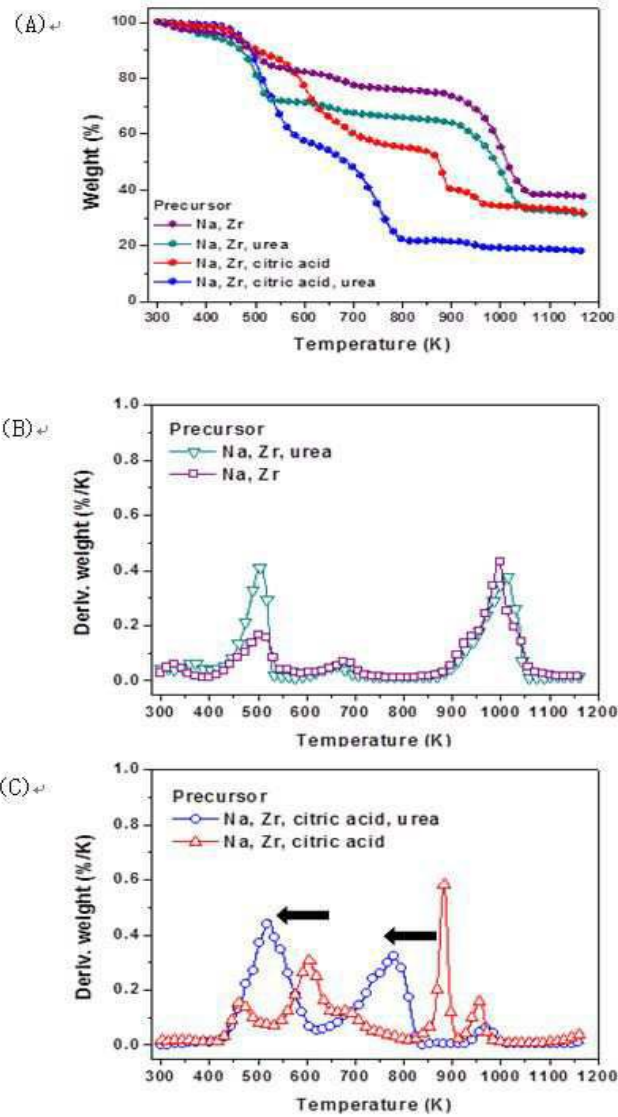 (A)↵
100
80
60
40
20
0
Weight (%)
Precursor
Na, Zr
Na, Zr, urea
Na, Zr, citric acid
Na, Zr, citric acid, urea
300 400 500 600 700 800 900 1000 1100 1200
Temperature (K)
(B)↵
1.0
0.8
0.6
0.4
0.2
0.0
Deriv. weight (%/K)
Precursor
Na, Zr, urea
Na, Zr
300 400 500 600 700 800 900 1000 1100 1200
Temperature (K)
(C)↵
1.0
0.8
0.6
0.4
0.2
0.0
Deriv. weight (%/K)
Precursor
Na, Zr, citric acid, urea
Na, Zr, citric acid
300 400 500 600 700 800 900 1000 1100 1200
Temperature (K)